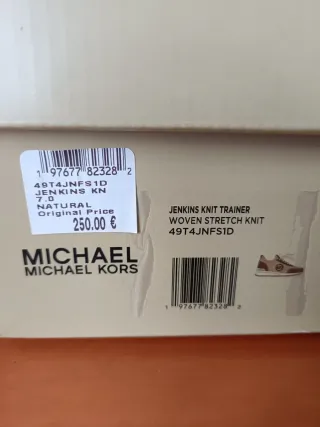 1 97677 82328 2
49T4JNFS1D
JENKINS KN
7.0
NATURAL
Original Price
250.00 €
MICHAEL
MICHAEL KORS
JENKINS KNIT TRAINER
WOVEN STRETCH KNIT
49T4JNFS1D
1 97677 82328 2